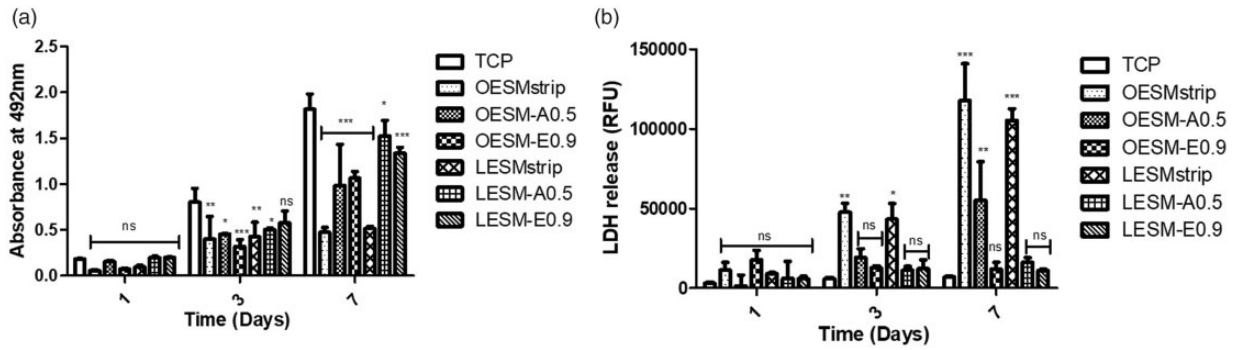 (a)
Absorbance at 492nm
2.5
2.0
1.5
1.0
0.5
0.0
ns
** * *** ** * ns
*** * ***
1 3 7
Time (Days)
TCP
OESMstrip
OESM-A0.5
OESM-E0.9
LESMstrip
LESM-A0.5
LESM-E0.9
(b)
LDH release (RFU)
150000
100000
50000
0
ns
** ns * ns
*** ** ns *** ns
1 3 7
Time (Days)
TCP
OESMstrip
OESM-A0.5
OESM-E0.9
LESMstrip
LESM-A0.5
LESM-E0.9